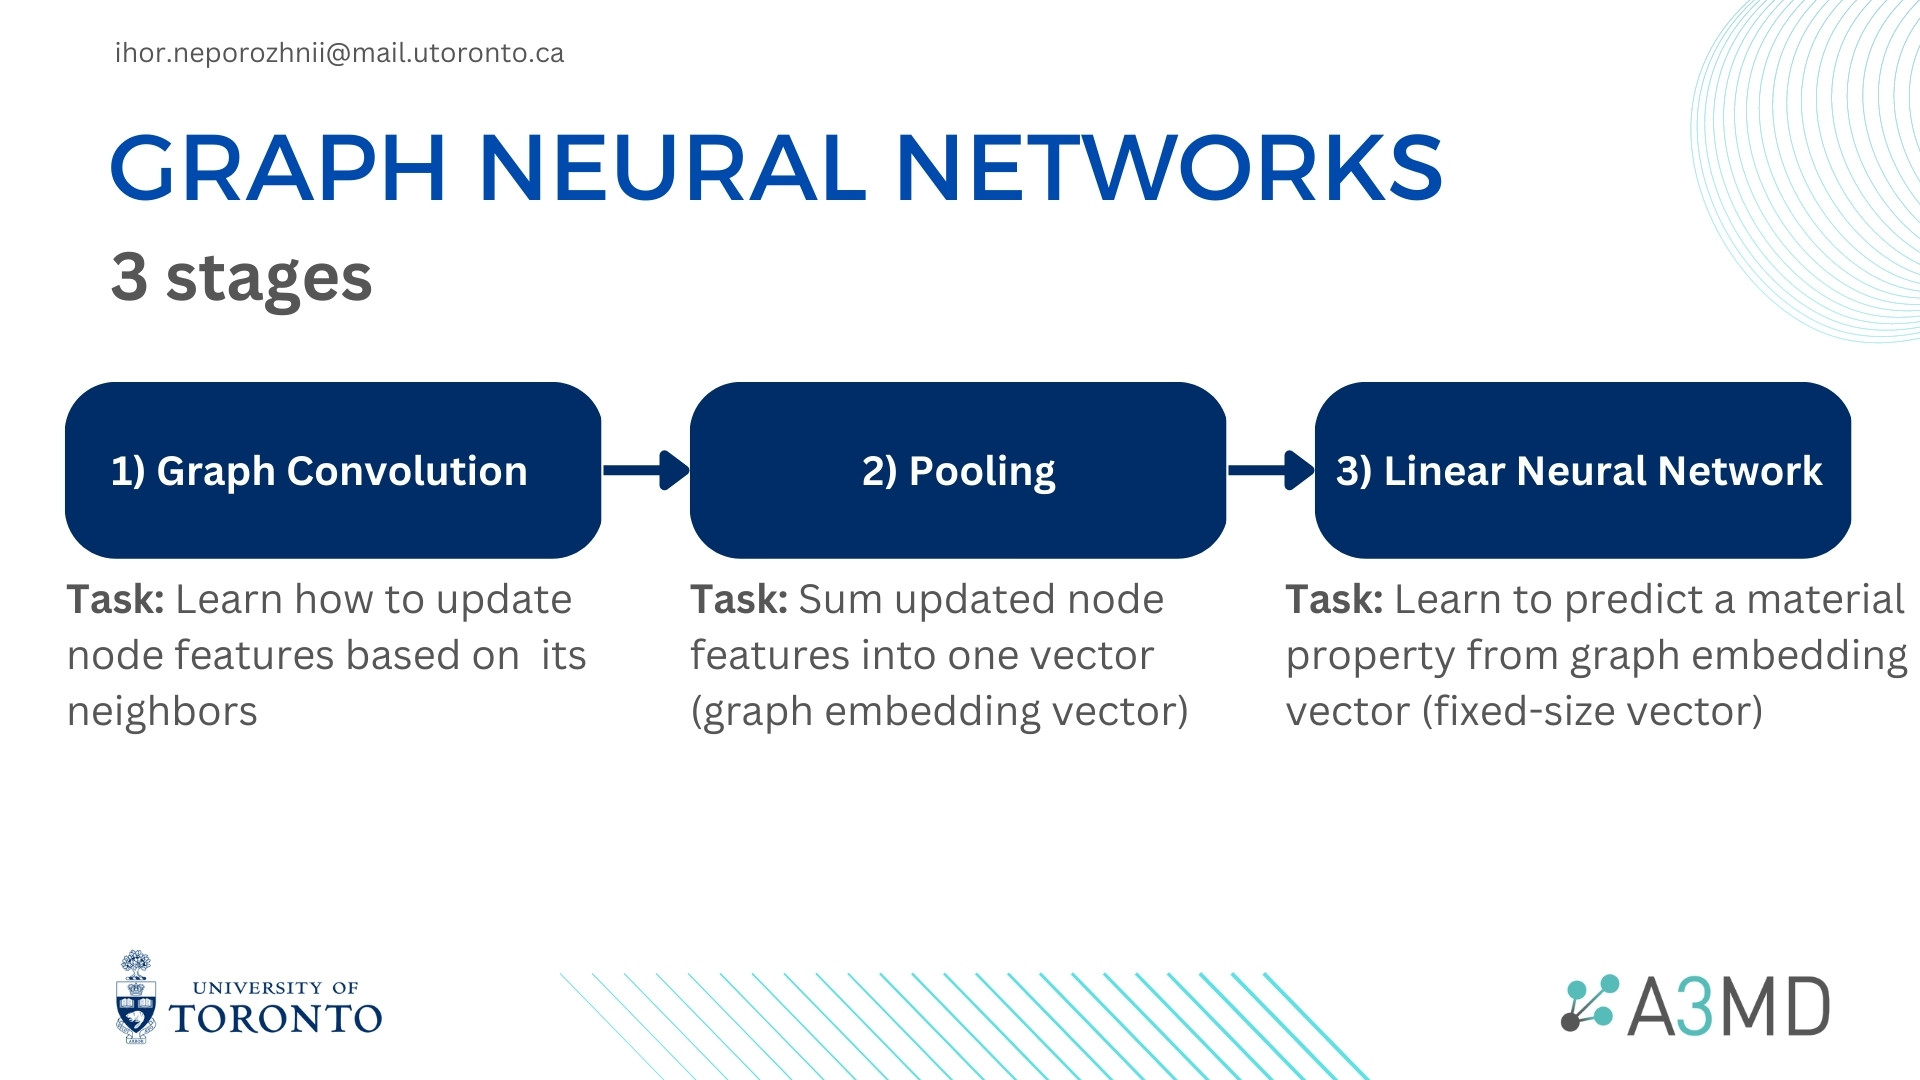 ihor.neporozhnii@mail.utoronto.ca
GRAPH NEURAL NETWORKS
3 stages
1) Graph Convolution
2) Pooling
3) Linear Neural Network
Task: Learn how to update
node features based on its
neighbors
Task: Sum updated node
features into one vector
(graph embedding vector)
Task: Learn to predict a material
property from graph embedding
vector (fixed-size vector)
UNIVERSITY OF
TORONTO
A3MD